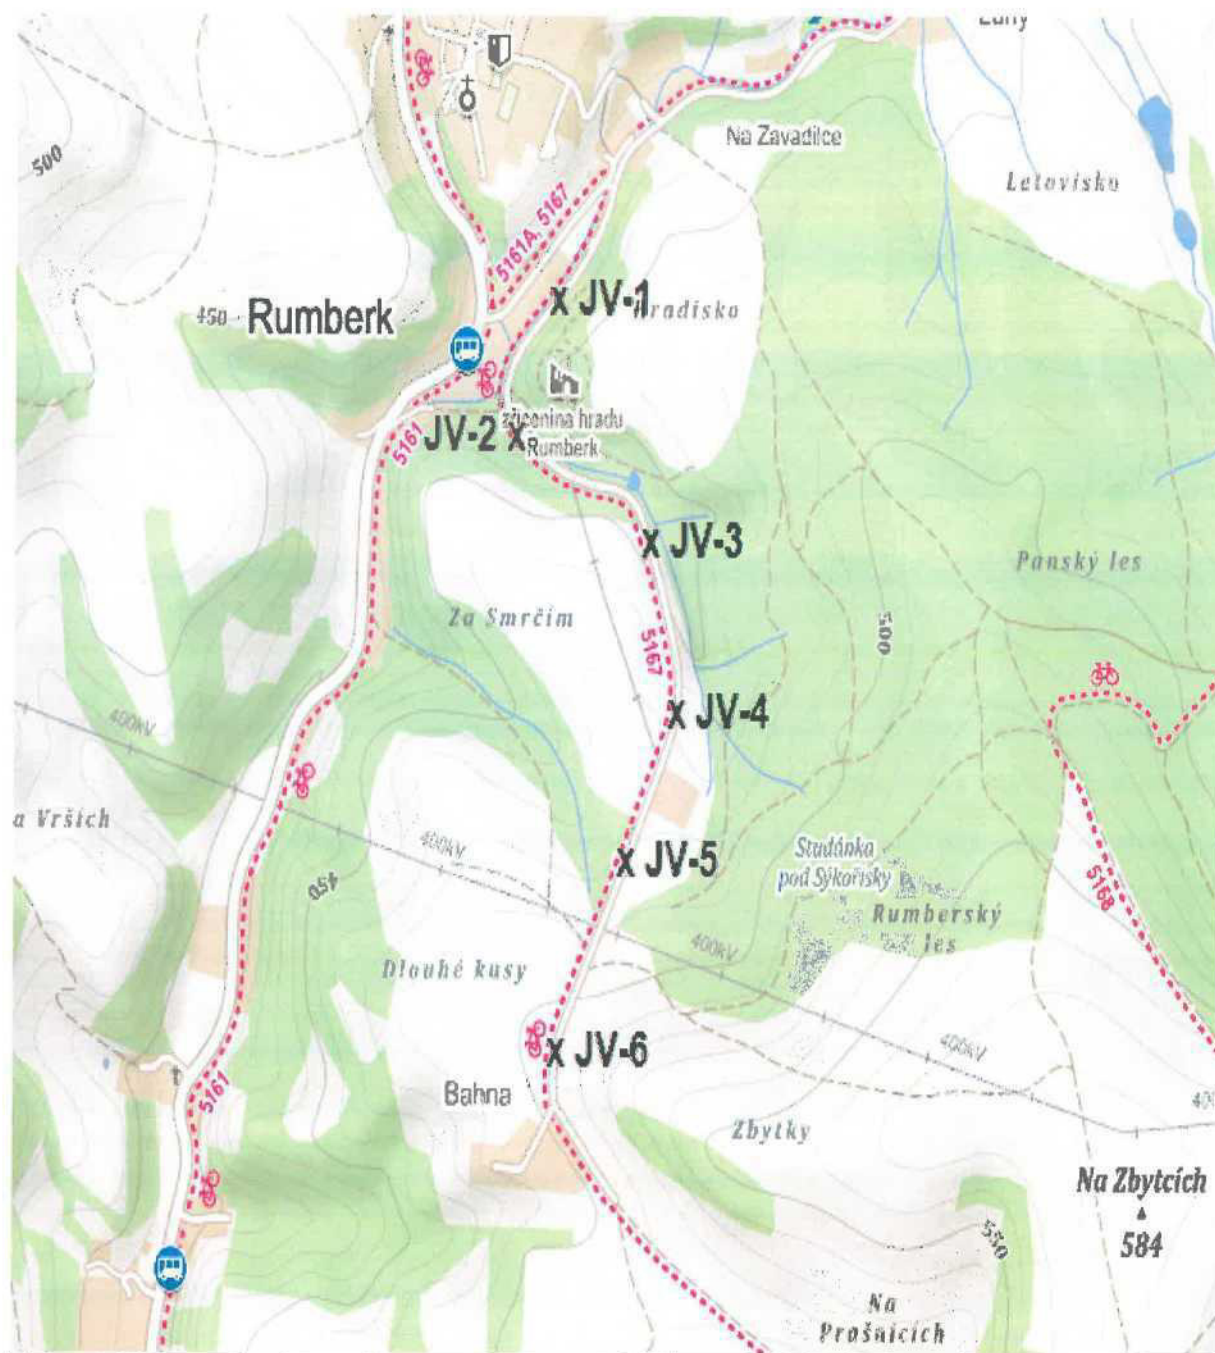 500
Na Zavadilce
Letovisko
5161A, 5167
450
Rumberk
x JV-1
5161
JV-2 x
zřícenina hradu
Rumberk
x JV-3
Panský les
Za Smrčím
500
5167
x JV-4
400kV
a Vrších
400kV
x JV-5
Studánka
pod Sýkořisky
450
5168
Rumberský
les
400kV
Dlouhé kusy
x JV-6
400kV
Bahna
5161
Zbytky
400
Na Zbytcích
584
550
Na
Prašnicích